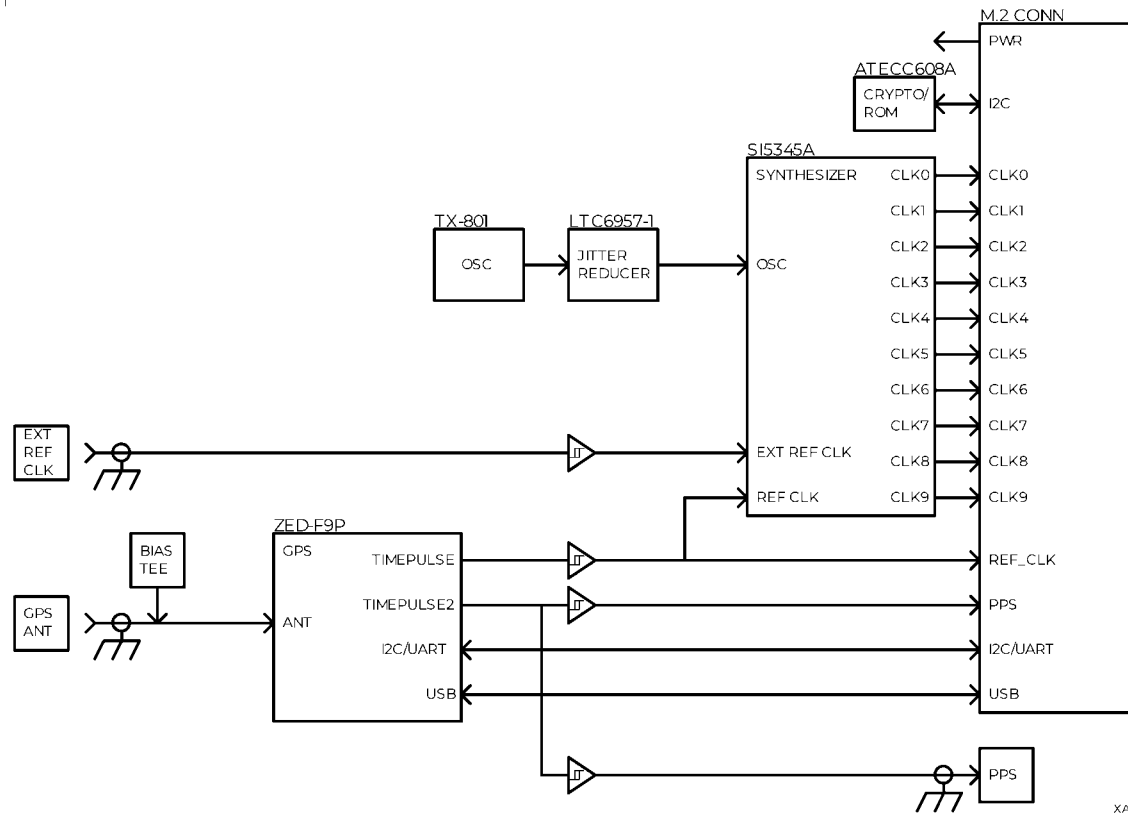 M.2 CONN
PWR
ATECC608A
CRYPTO/
ROM
I2C
SI5345A
SYNTHESIZER
CLK0
CLK0
CLK1
CLK1
TX-801
OSC
LTC6957-1
JITTER
REDUCER
OSC
CLK2
CLK2
CLK3
CLK3
CLK4
CLK4
CLK5
CLK5
CLK6
CLK6
CLK7
CLK7
CLK8
CLK8
CLK9
CLK9
EXT
REF
CLK
EXT REF CLK
REF CLK
ZED-F9P
GPS
BIAS
TEE
TIMEPULSE
REF_CLK
GPS
ANT
ANT
TIMEPULSE2
PPS
I2C/UART
I2C/UART
USB
USB
PPS
XA